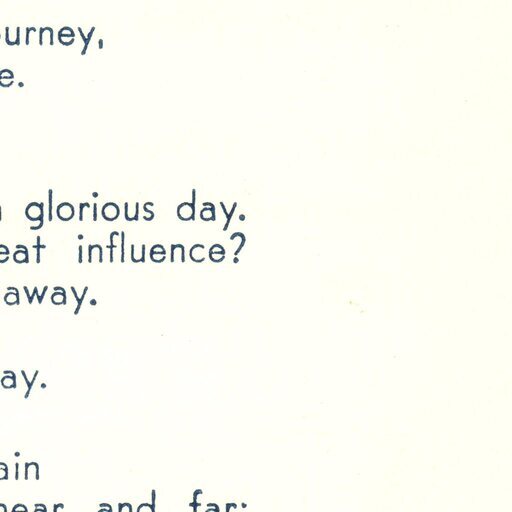 urney,
e.
glorious day.
eat influence?
away.
ay.
ain
near and far;